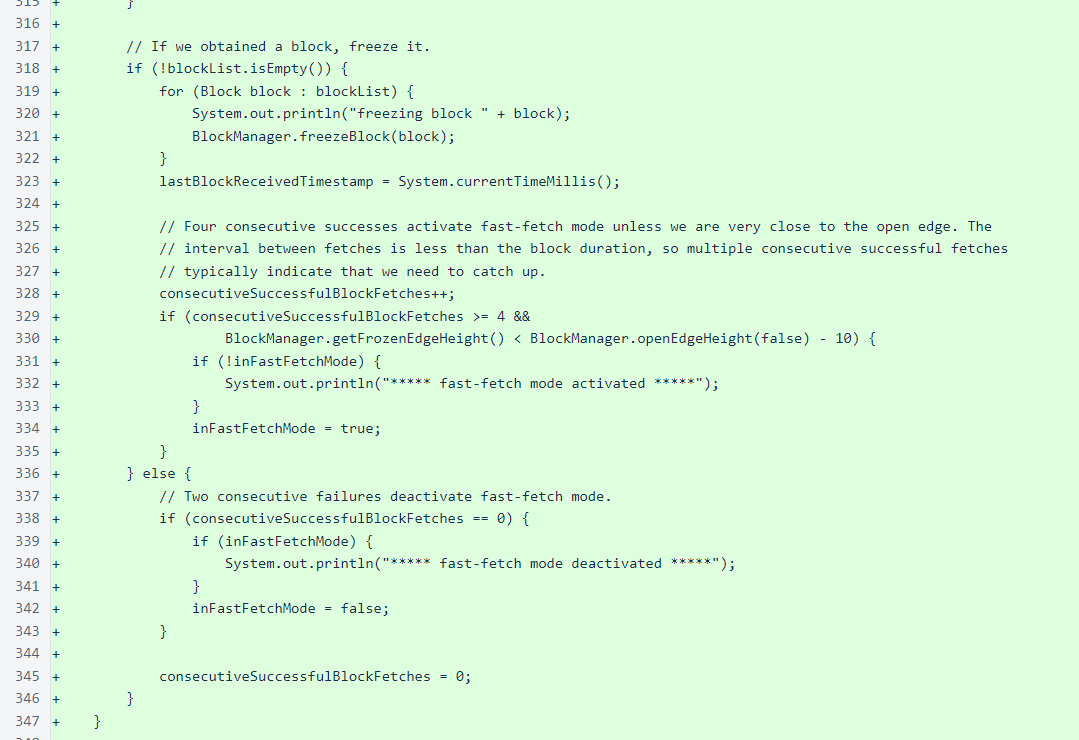 315 + }
316 +
317 + // If we obtained a block, freeze it.
318 + if (!blockList.isEmpty()) {
319 + for (Block block : blockList) {
320 + System.out.println("freezing block " + block);
321 + BlockManager.freezeBlock(block);
322 + }
323 + lastBlockReceivedTimestamp = System.currentTimeMillis();
324 +
325 + // Four consecutive successes activate fast-fetch mode unless we are very close to the open edge. The
326 + // interval between fetches is less than the block duration, so multiple consecutive successful fetches
327 + // typically indicate that we need to catch up.
328 + consecutiveSuccessfulBlockFetches++;
329 + if (consecutiveSuccessfulBlockFetches >= 4 &&
330 + BlockManager.getFrozenEdgeHeight() < BlockManager.openEdgeHeight(false) - 10) {
331 + if (!inFastFetchMode) {
332 + System.out.println("***** fast-fetch mode activated *****");
333 + }
334 + inFastFetchMode = true;
335 + }
336 + } else {
337 + // Two consecutive failures deactivate fast-fetch mode.
338 + if (consecutiveSuccessfulBlockFetches == 0) {
339 + if (inFastFetchMode) {
340 + System.out.println("***** fast-fetch mode deactivated *****");
341 + }
342 + inFastFetchMode = false;
343 + }
344 +
345 + consecutiveSuccessfulBlockFetches = 0;
346 + }
347 + }